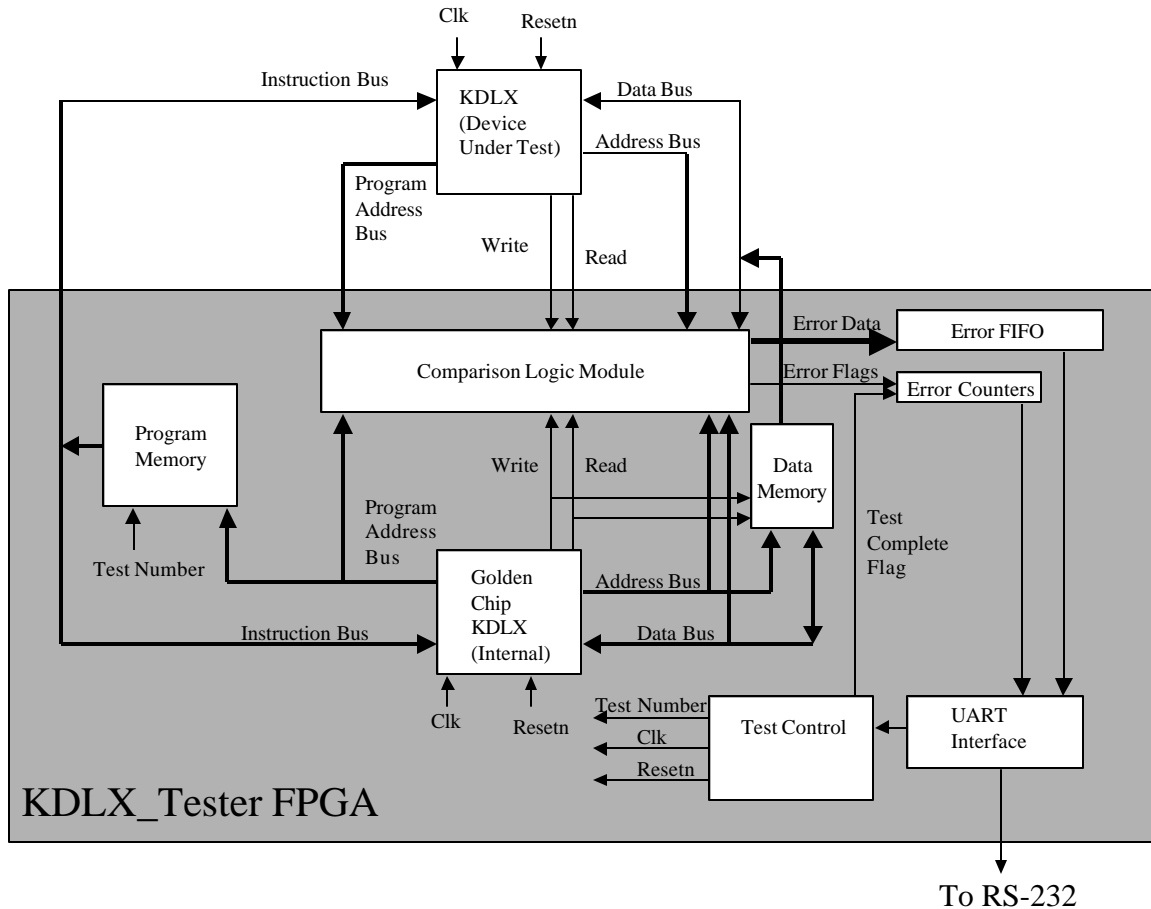 Clk
Resetn
Instruction Bus
KDLX
(Device
Under Test)
Data Bus
Address Bus
Program
Address
Bus
Write
Read
Comparison Logic Module
Error Data
Error FIFO
Error Flags
Error Counters
Program
Memory
Write
Read
Data
Memory
Test Number
Program
Address
Bus
Test
Complete
Flag
Golden
Chip
KDLX
(Internal)
Address Bus
Instruction Bus
Data Bus
Clk
Resetn
Test Number
Clk
Resetn
Test Control
UART
Interface
KDLX_Tester FPGA
To RS-232